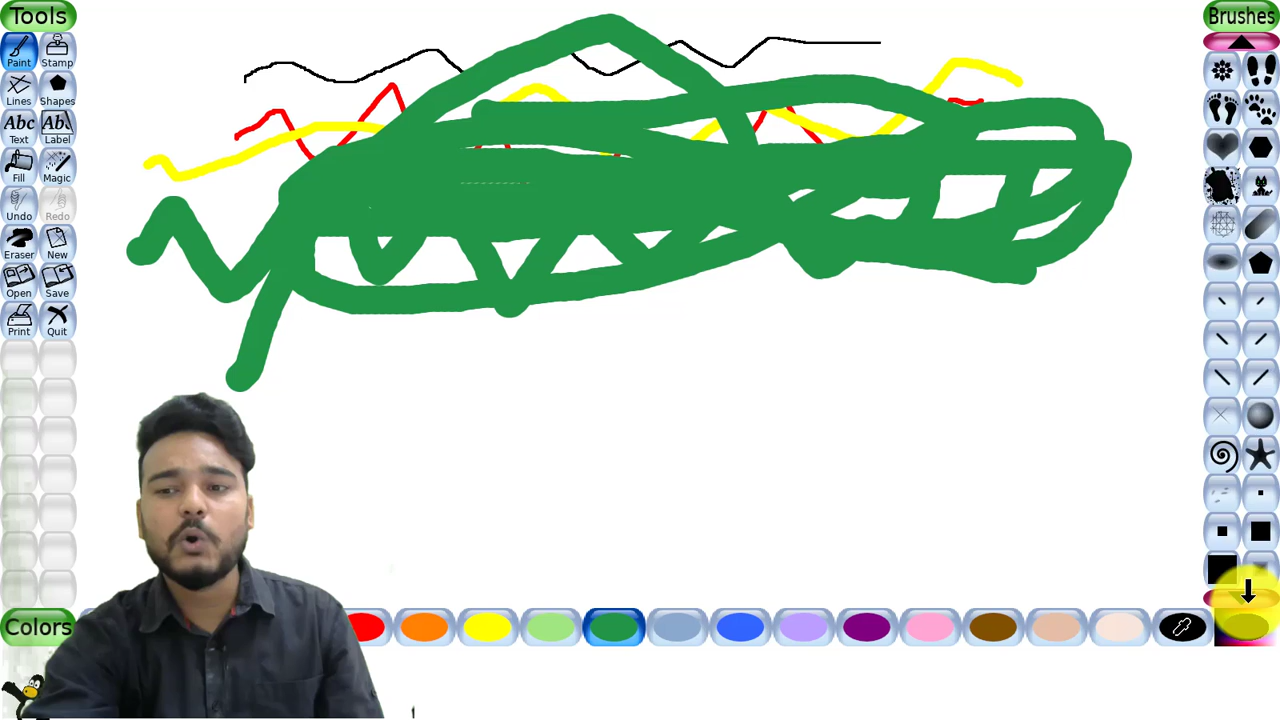 Tools
Brushes
Paint
Stamp
Lines
Shapes
Abc
Text
Abc
Label
Fill
Magic
Undo
Redo
Eraser
New
Open
Save
Print
Quit
Colors